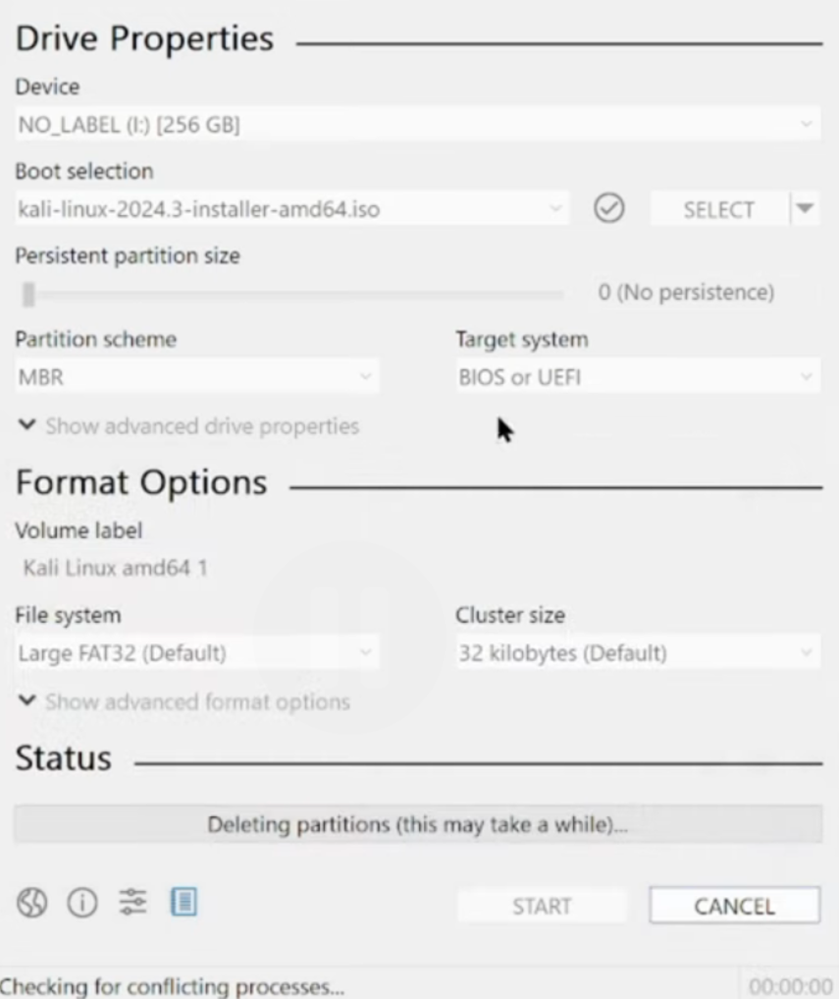 Drive Properties
Device
NO_LABEL (I:) [256 GB]
Boot selection
kali-linux-2024.3-installer-amd64.iso
SELECT
Persistent partition size
0 (No persistence)
Partition scheme
Target system
MBR
BIOS or UEFI
Show advanced drive properties
Format Options
Volume label
Kali Linux amd64 1
File system
Cluster size
Large FAT32 (Default)
32 kilobytes (Default)
Show advanced format options
Status
Deleting partitions (this may take a while)...
START
CANCEL
Checking for conflicting processes...
00:00:00